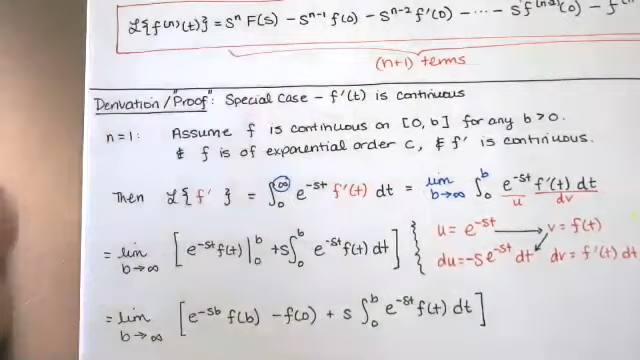 ℒ{f⁽ⁿ⁾(t)} = sⁿ F(s) - sⁿ⁻¹ f(0) - sⁿ⁻² f'(0) - ... - s
(n+1) terms
Derivation/"Proof": Special Case - f'(t) is continuous
n=1: Assume f is continuous on [0, b] for any b > 0.
& f is of exponential order c, & f' is continuous.
Then ℒ{f'} = ∫₀^∞ e^(-st) f'(t) dt = lim b→∞ ∫₀^b e^(-st) f'(t) dt
u dv
= lim b→∞ [e^(-st) f(t) |₀^b + s∫₀^b e^(-st) f(t) dt]
u = e^(-st) v = f(t)
du = -s e^(-st) dt dv = f'(t) dt
= lim b→∞ [e^(-sb) f(b) - f(0) + s ∫₀^b e^(-st) f(t) dt]